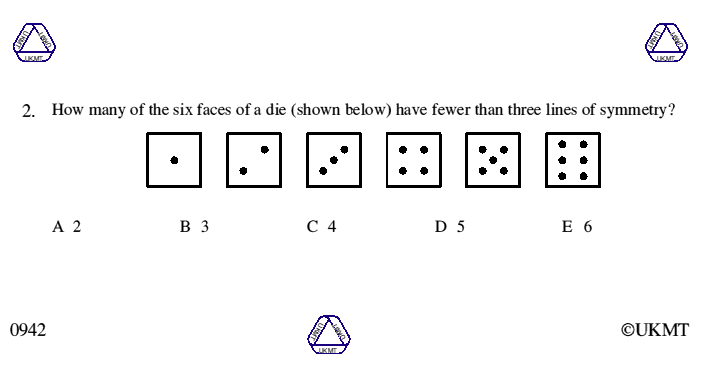 UKMT UKMT UKMT UKMT UKMT UKMT
2. How many of the six faces of a die (shown below) have fewer than three lines of symmetry?
A 2 B 3 C 4 D 5 E 6
UKMT UKMT UKMT
0942 ©UKMT